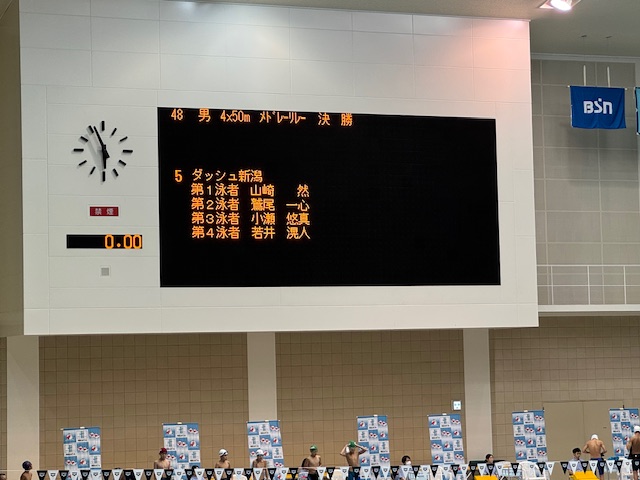 48 男 4x50m ﾒﾄﾞﾚｰﾘﾚｰ 決勝
5 ダッシュ新潟
第1泳者 山崎 然
第2泳者 鷲尾 一心
第3泳者 小瀬 悠真
第4泳者 若井 滉人
禁煙
0.00
BSN